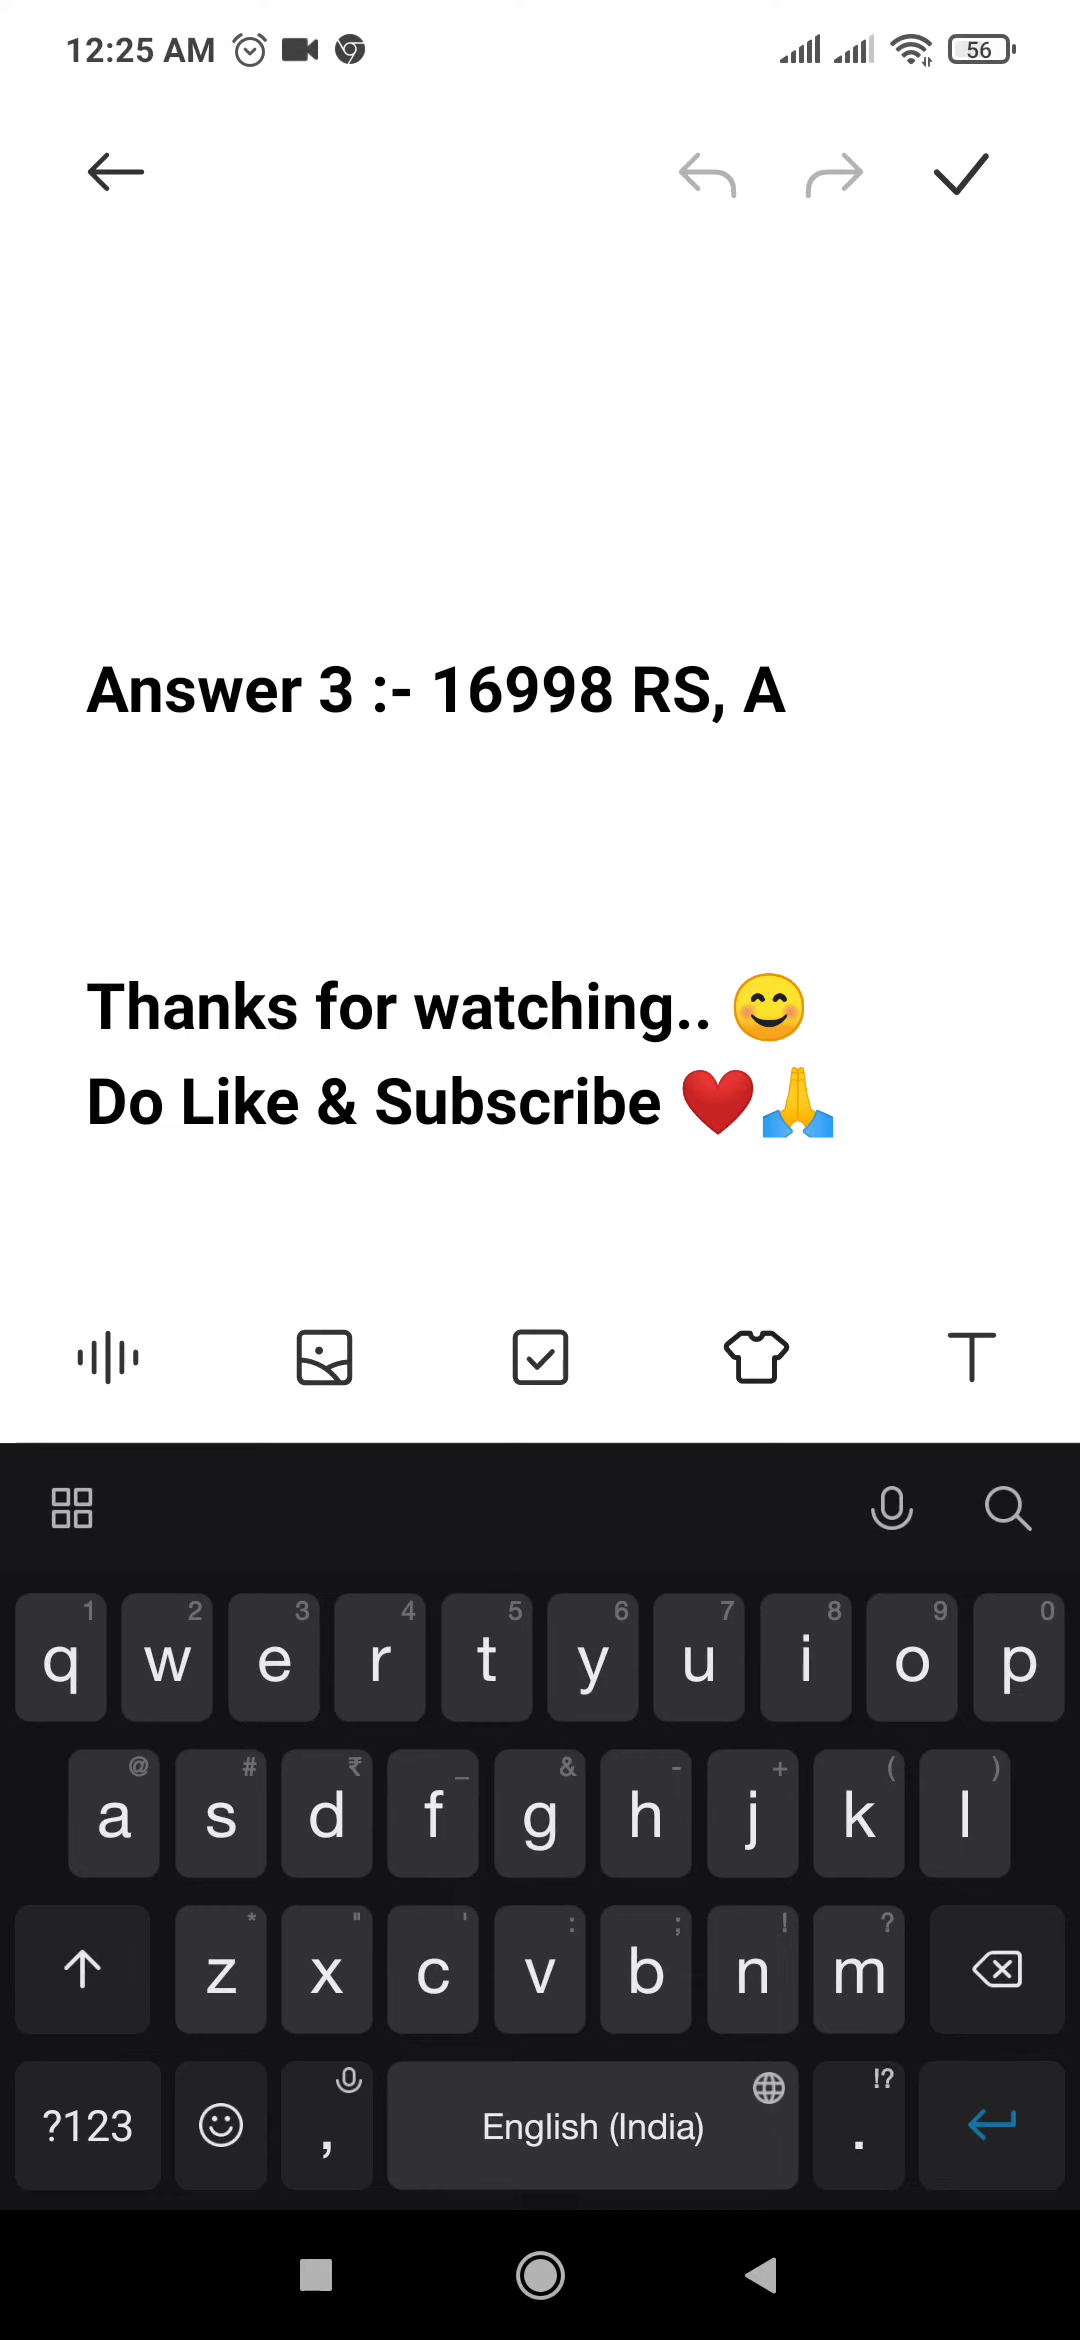 12:25 AM 56
Answer 3 :- 16998 RS, A
Thanks for watching.. 😊
Do Like & Subscribe ❤️🙏
T
1 2 3 4 5 6 7 8 9 0
q w e r t y u i o p
@ # ₹ _ & - + ( )
a s d f g h j k l
* " ' : ; ! ?
z x c v b n m
!?
?123 , English (India) .